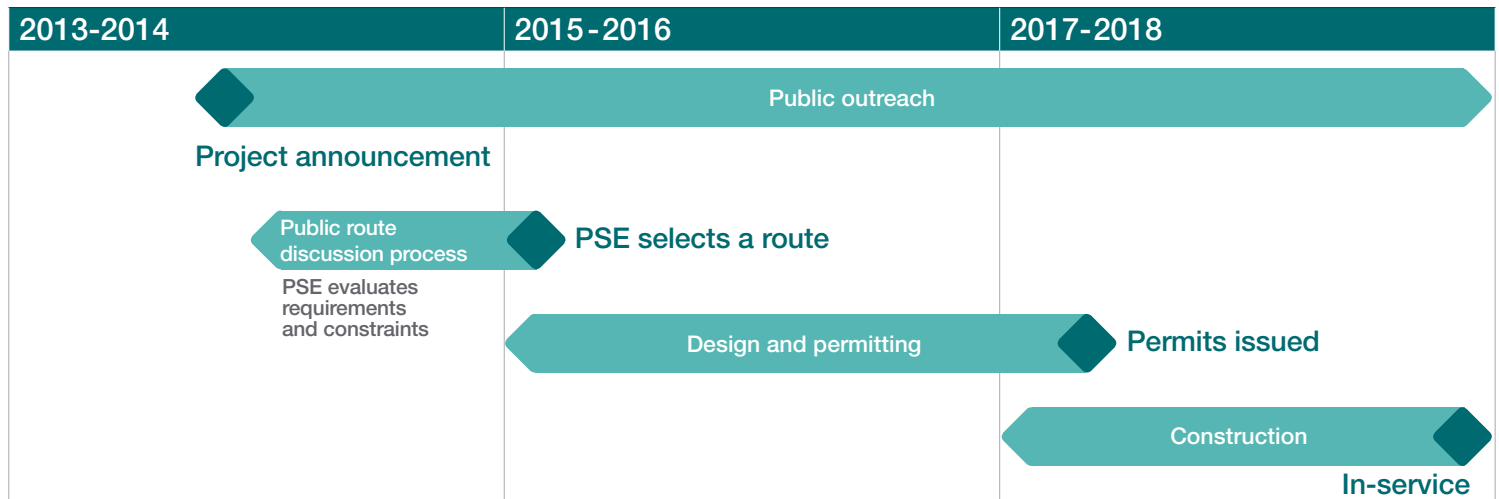 2013-2014
2015-2016
2017-2018
Public outreach
Project announcement
Public route
discussion process
PSE selects a route
PSE evaluates
requirements
and constraints
Design and permitting
Permits issued
Construction
In-service